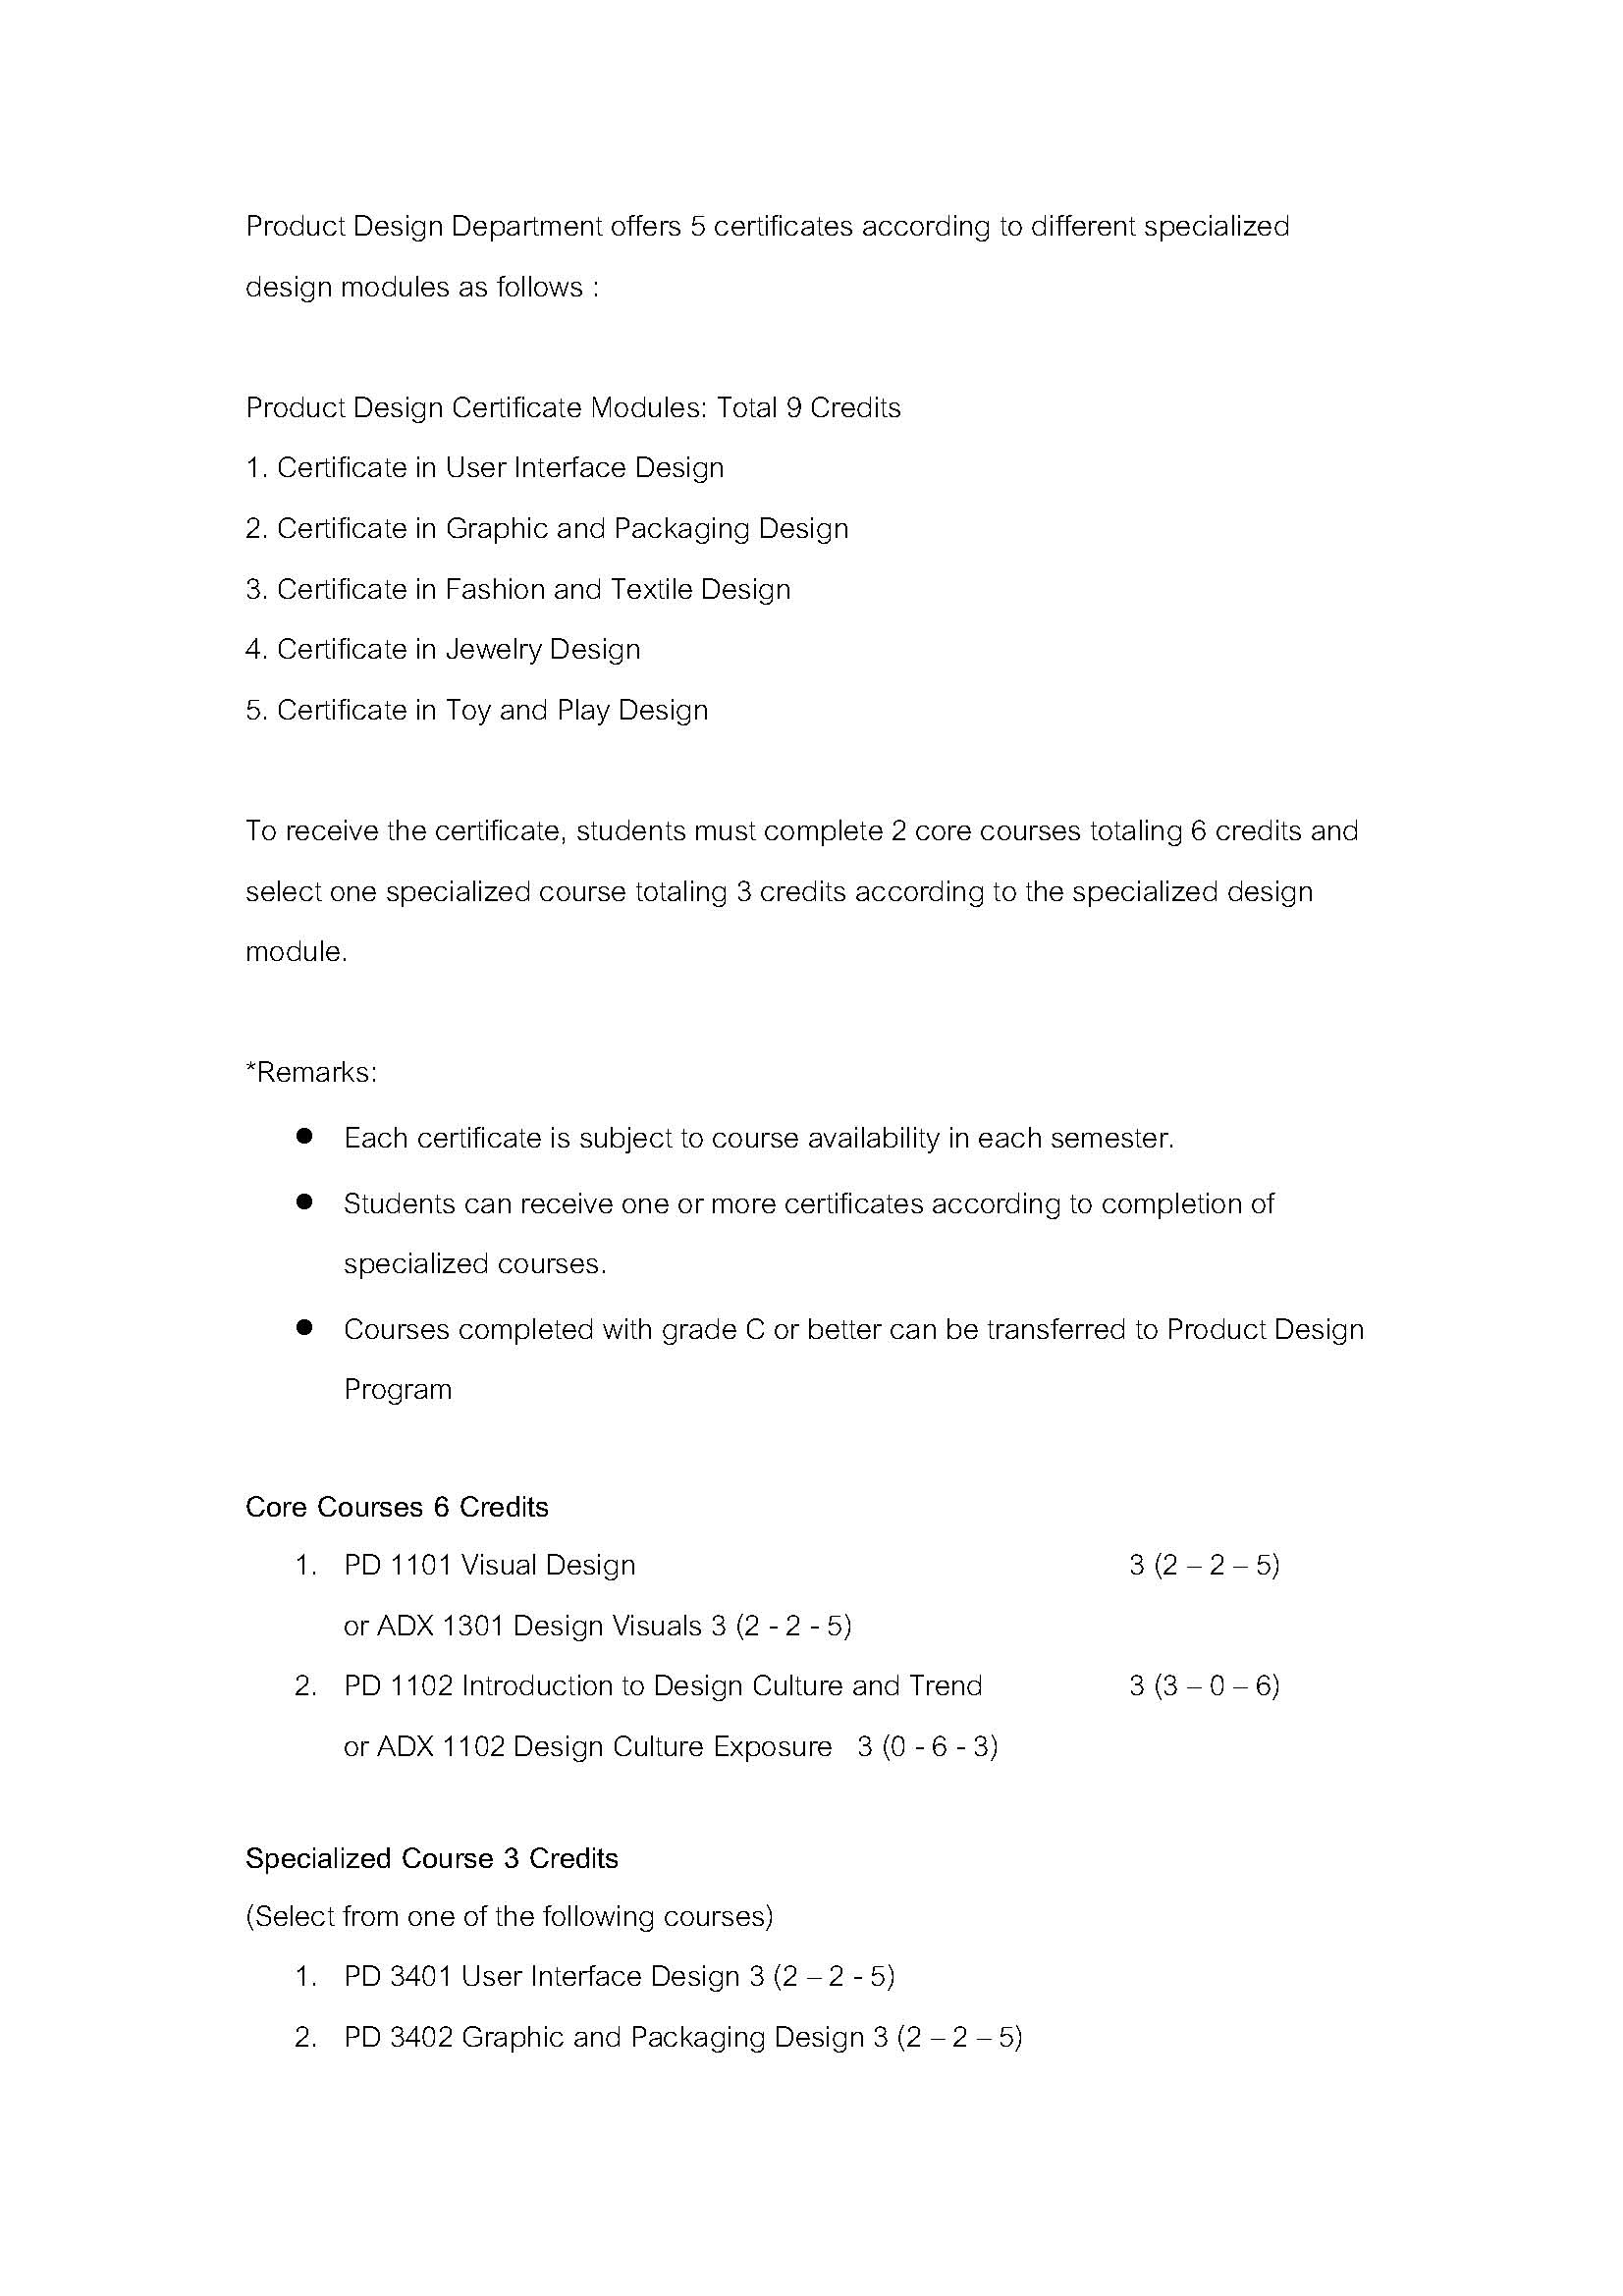 Product Design Department offers 5 certificates according to different specialized
design modules as follows :
Product Design Certificate Modules: Total 9 Credits
1. Certificate in User Interface Design
2. Certificate in Graphic and Packaging Design
3. Certificate in Fashion and Textile Design
4. Certificate in Jewelry Design
5. Certificate in Toy and Play Design
To receive the certificate, students must complete 2 core courses totaling 6 credits and
select one specialized course totaling 3 credits according to the specialized design
module.
*Remarks:
● Each certificate is subject to course availability in each semester.
● Students can receive one or more certificates according to completion of
specialized courses.
● Courses completed with grade C or better can be transferred to Product Design
Program
Core Courses 6 Credits
1. PD 1101 Visual Design 3 (2 – 2 – 5)
or ADX 1301 Design Visuals 3 (2 - 2 - 5)
2. PD 1102 Introduction to Design Culture and Trend 3 (3 – 0 – 6)
or ADX 1102 Design Culture Exposure 3 (0 - 6 - 3)
Specialized Course 3 Credits
(Select from one of the following courses)
1. PD 3401 User Interface Design 3 (2 – 2 - 5)
2. PD 3402 Graphic and Packaging Design 3 (2 – 2 – 5)